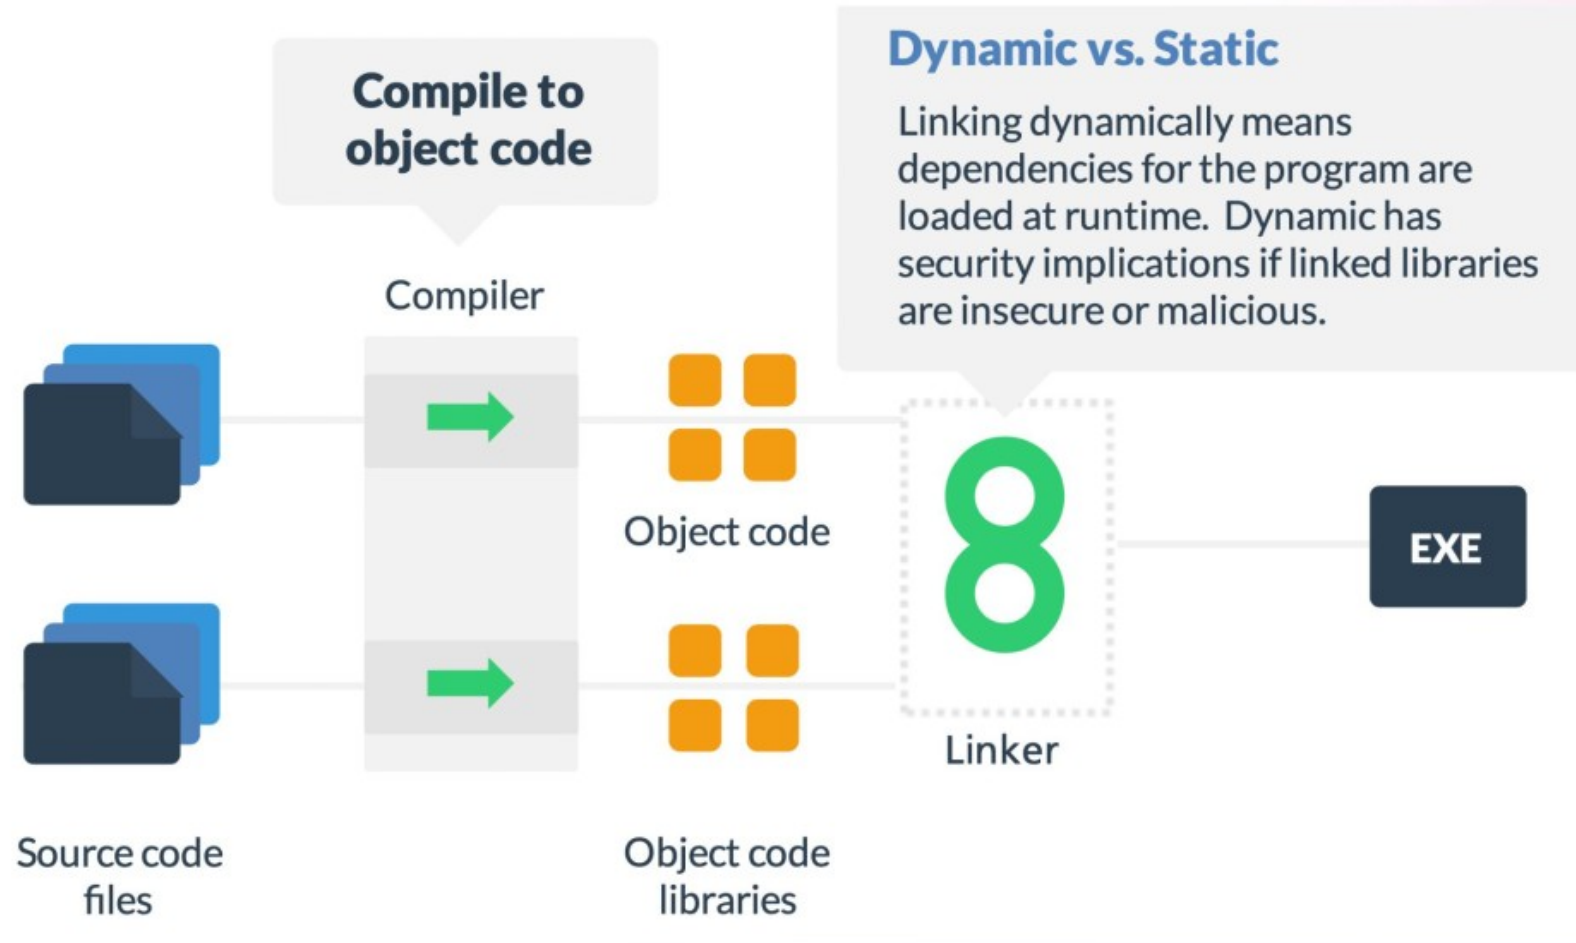 Compile to
object code
Dynamic vs. Static
Linking dynamically means
dependencies for the program are
loaded at runtime. Dynamic has
security implications if linked libraries
are insecure or malicious.
Compiler
Object code
EXE
Linker
Source code
files
Object code
libraries